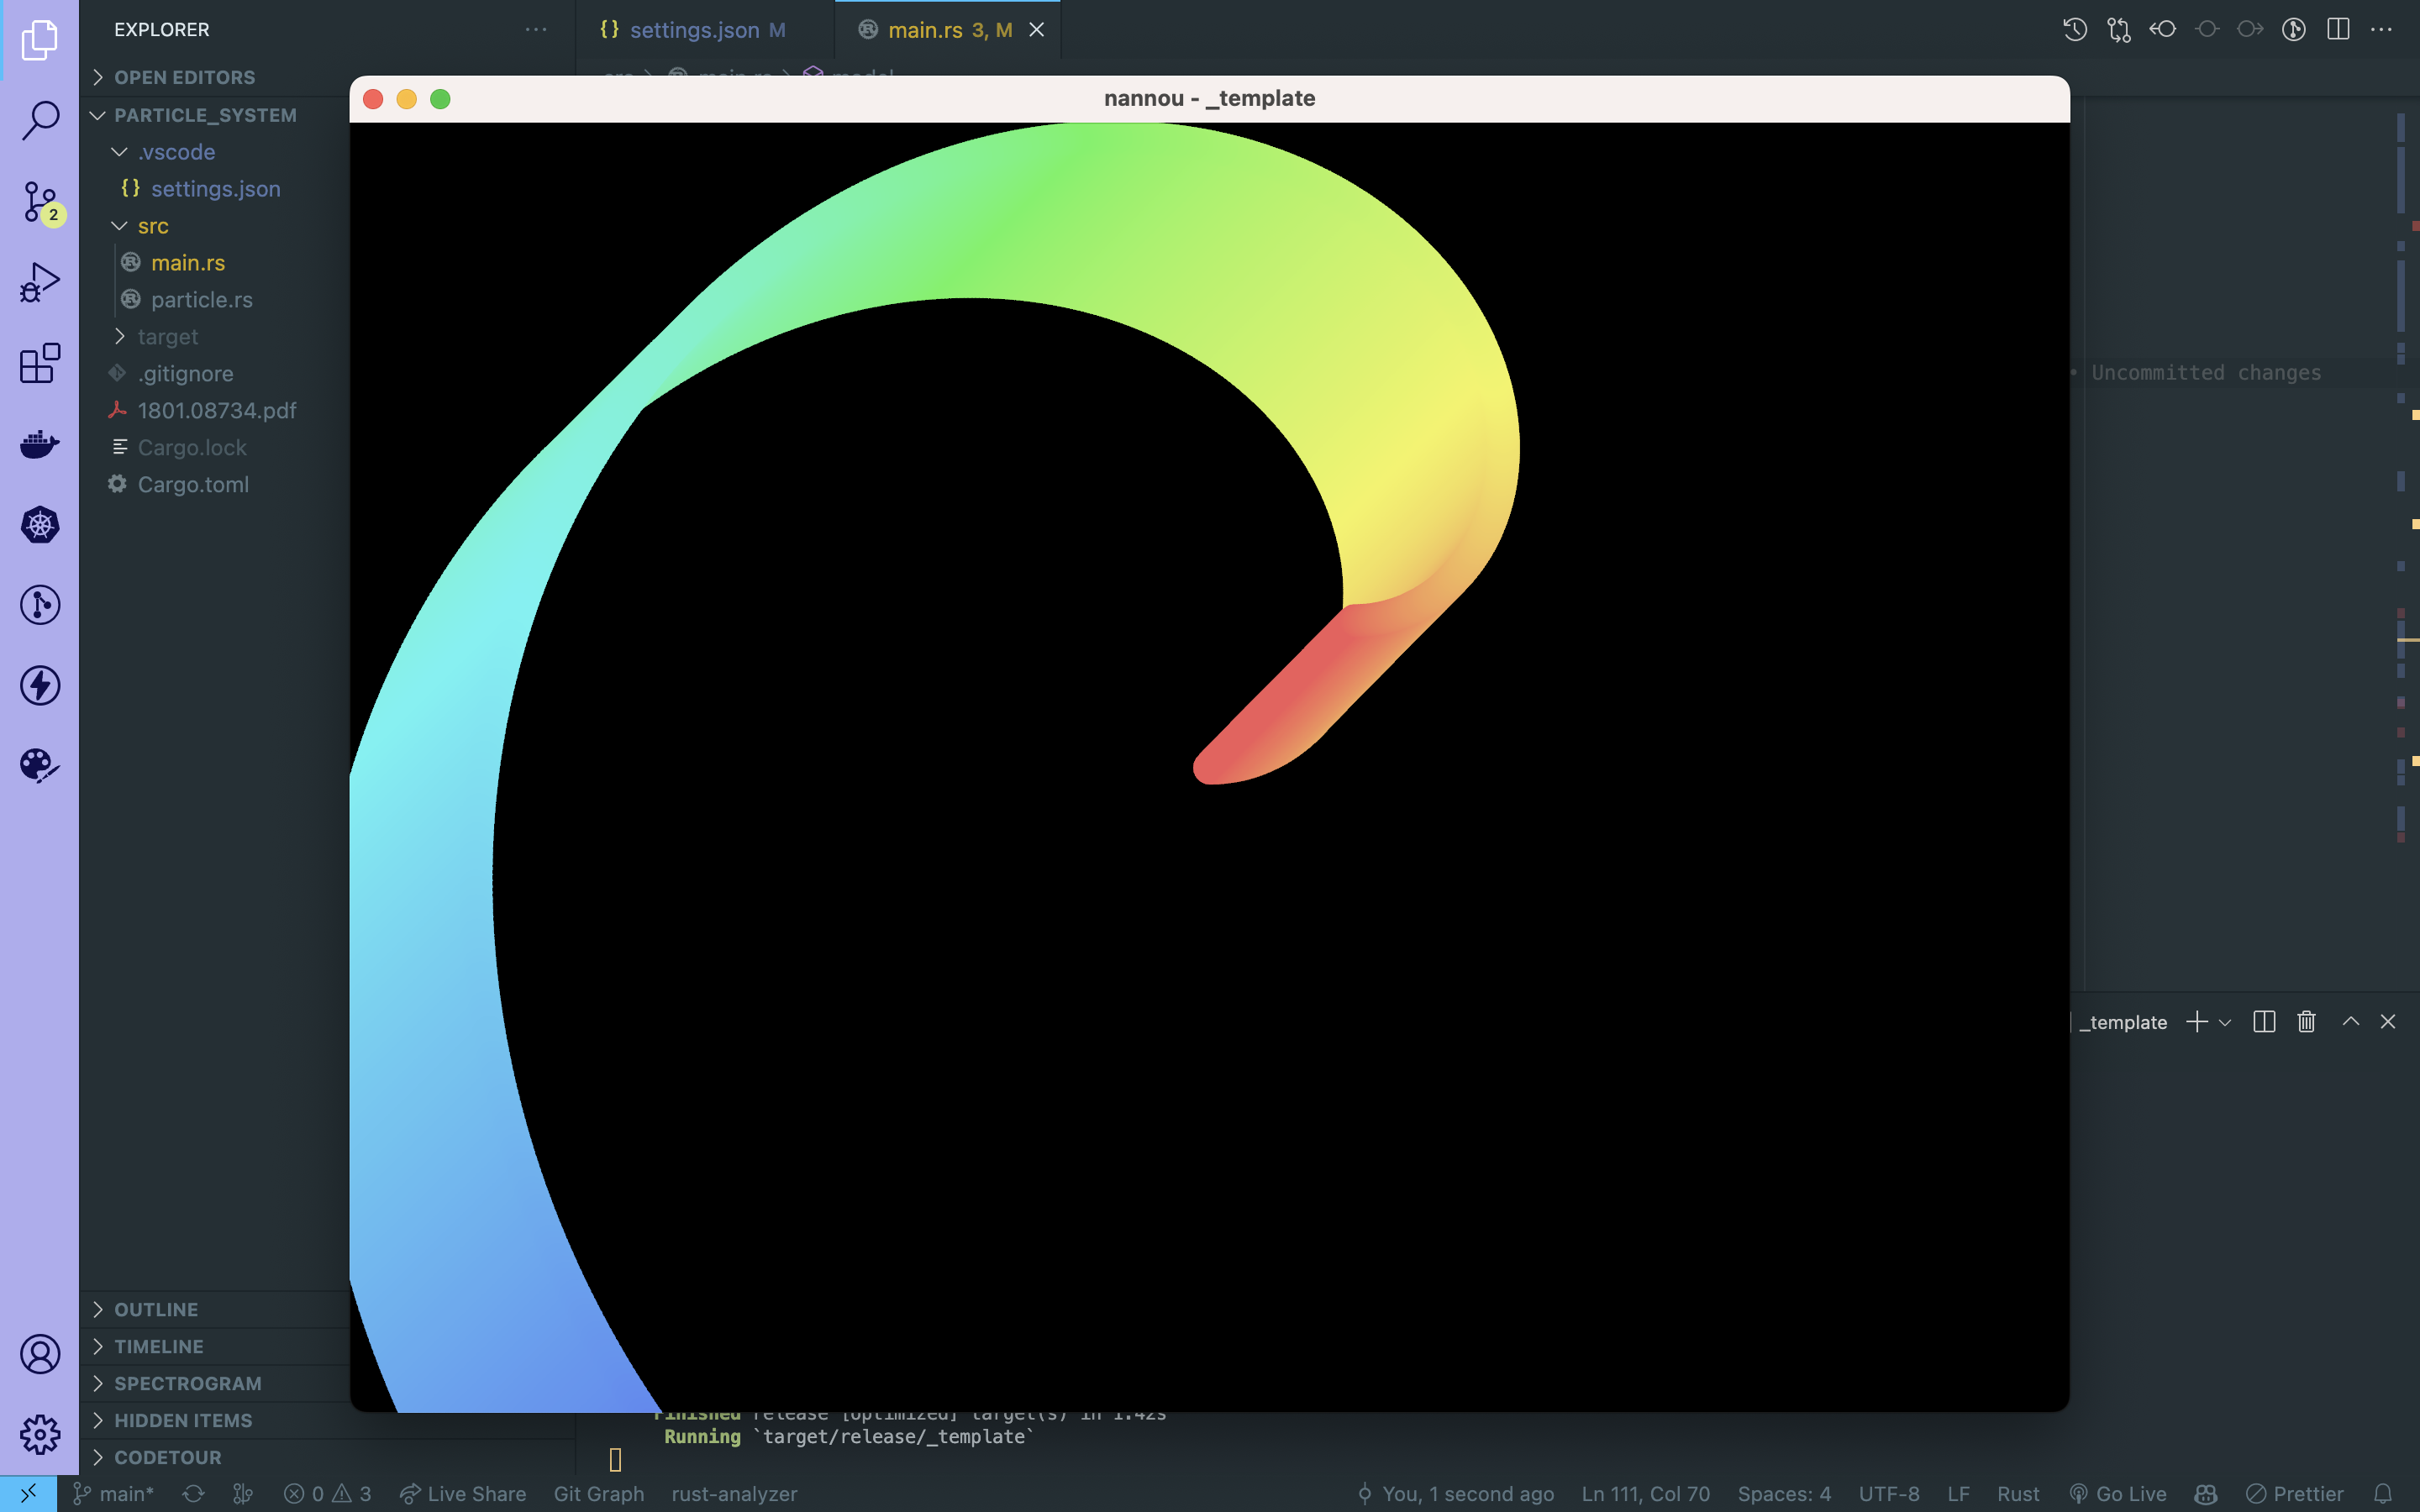 EXPLORER
OPEN EDITORS
PARTICLE_SYSTEM
.vscode
{} settings.json
src
main.rs
particle.rs
target
.gitignore
1801.08734.pdf
Cargo.lock
Cargo.toml
OUTLINE
TIMELINE
SPECTROGRAM
HIDDEN ITEMS
CODETOUR
2
{} settings.json M
main.rs 3, M
nannou - _template
Uncommitted changes
_template
Finished release [optimized] target(s) in 1.42s
Running `target/release/_template`
main* 0 3 Live Share Git Graph rust-analyzer You, 1 second ago Ln 111, Col 70 Spaces: 4 UTF-8 LF Rust Go Live Prettier